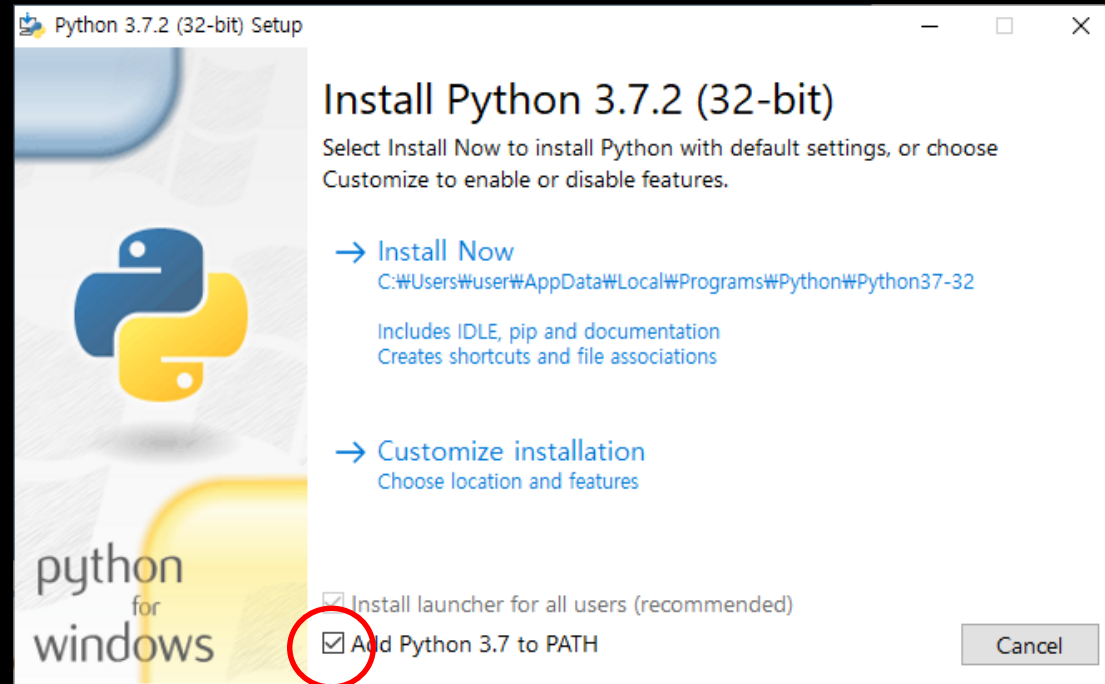 Python 3.7.2 (32-bit) Setup
Install Python 3.7.2 (32-bit)
Select Install Now to install Python with default settings, or choose
Customize to enable or disable features.
Install Now
C:₩Users₩user₩AppData₩Local₩Programs₩Python₩Python37-32
Includes IDLE, pip and documentation
Creates shortcuts and file associations
Customize installation
Choose location and features
python
for
windows
Install launcher for all users (recommended)
Add Python 3.7 to PATH
Cancel